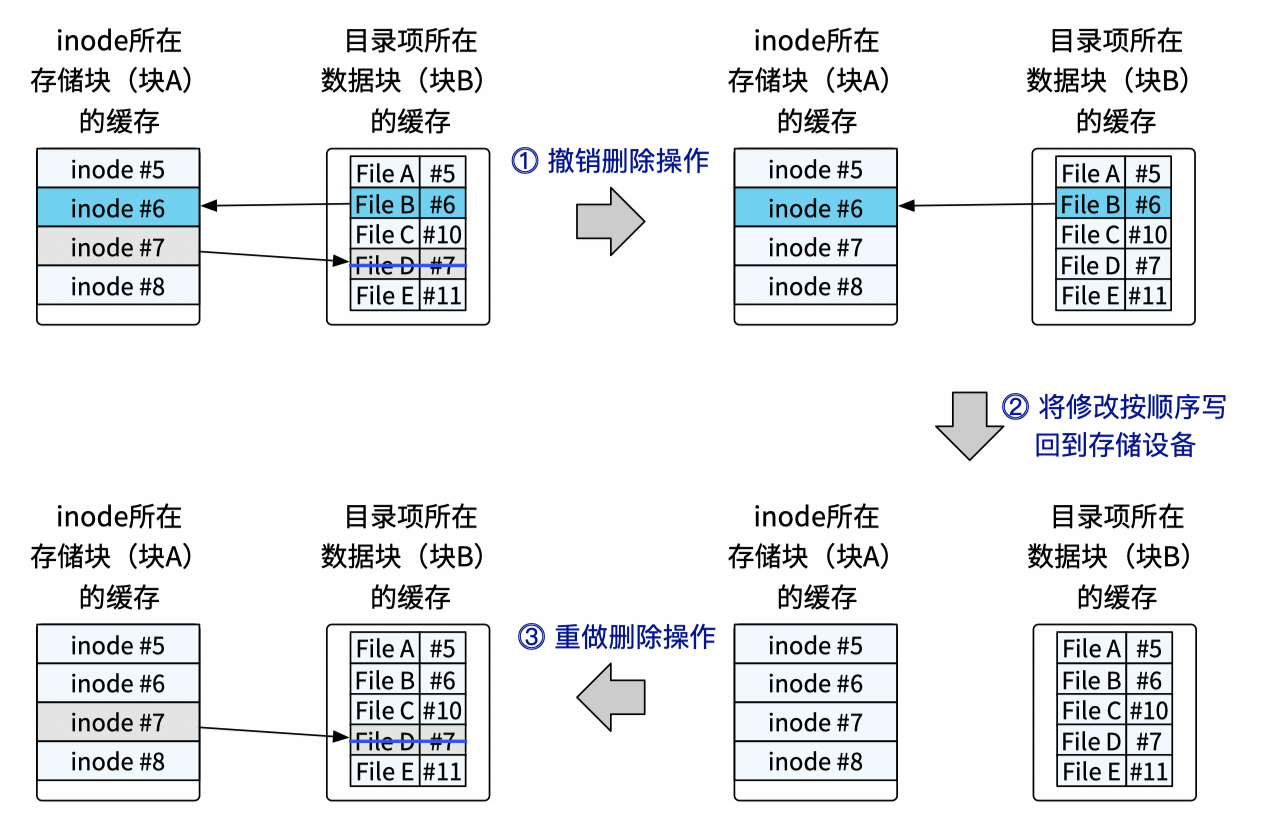 inode所在
存储块（块A）
的缓存
目录项所在
数据块（块B）
的缓存
inode #5
inode #6
inode #7
inode #8
File A #5
File B #6
File C #10
File D #7
File E #11
① 撤销删除操作
inode所在
存储块（块A）
的缓存
目录项所在
数据块（块B）
的缓存
inode #5
inode #6
inode #7
inode #8
File A #5
File B #6
File C #10
File D #7
File E #11
② 将修改按顺序写
回到存储设备
inode所在
存储块（块A）
的缓存
目录项所在
数据块（块B）
的缓存
inode #5
inode #6
inode #7
inode #8
File A #5
File B #6
File C #10
File D #7
File E #11
③ 重做删除操作
inode所在
存储块（块A）
的缓存
目录项所在
数据块（块B）
的缓存
inode #5
inode #6
inode #7
inode #8
File A #5
File B #6
File C #10
File D #7
File E #11